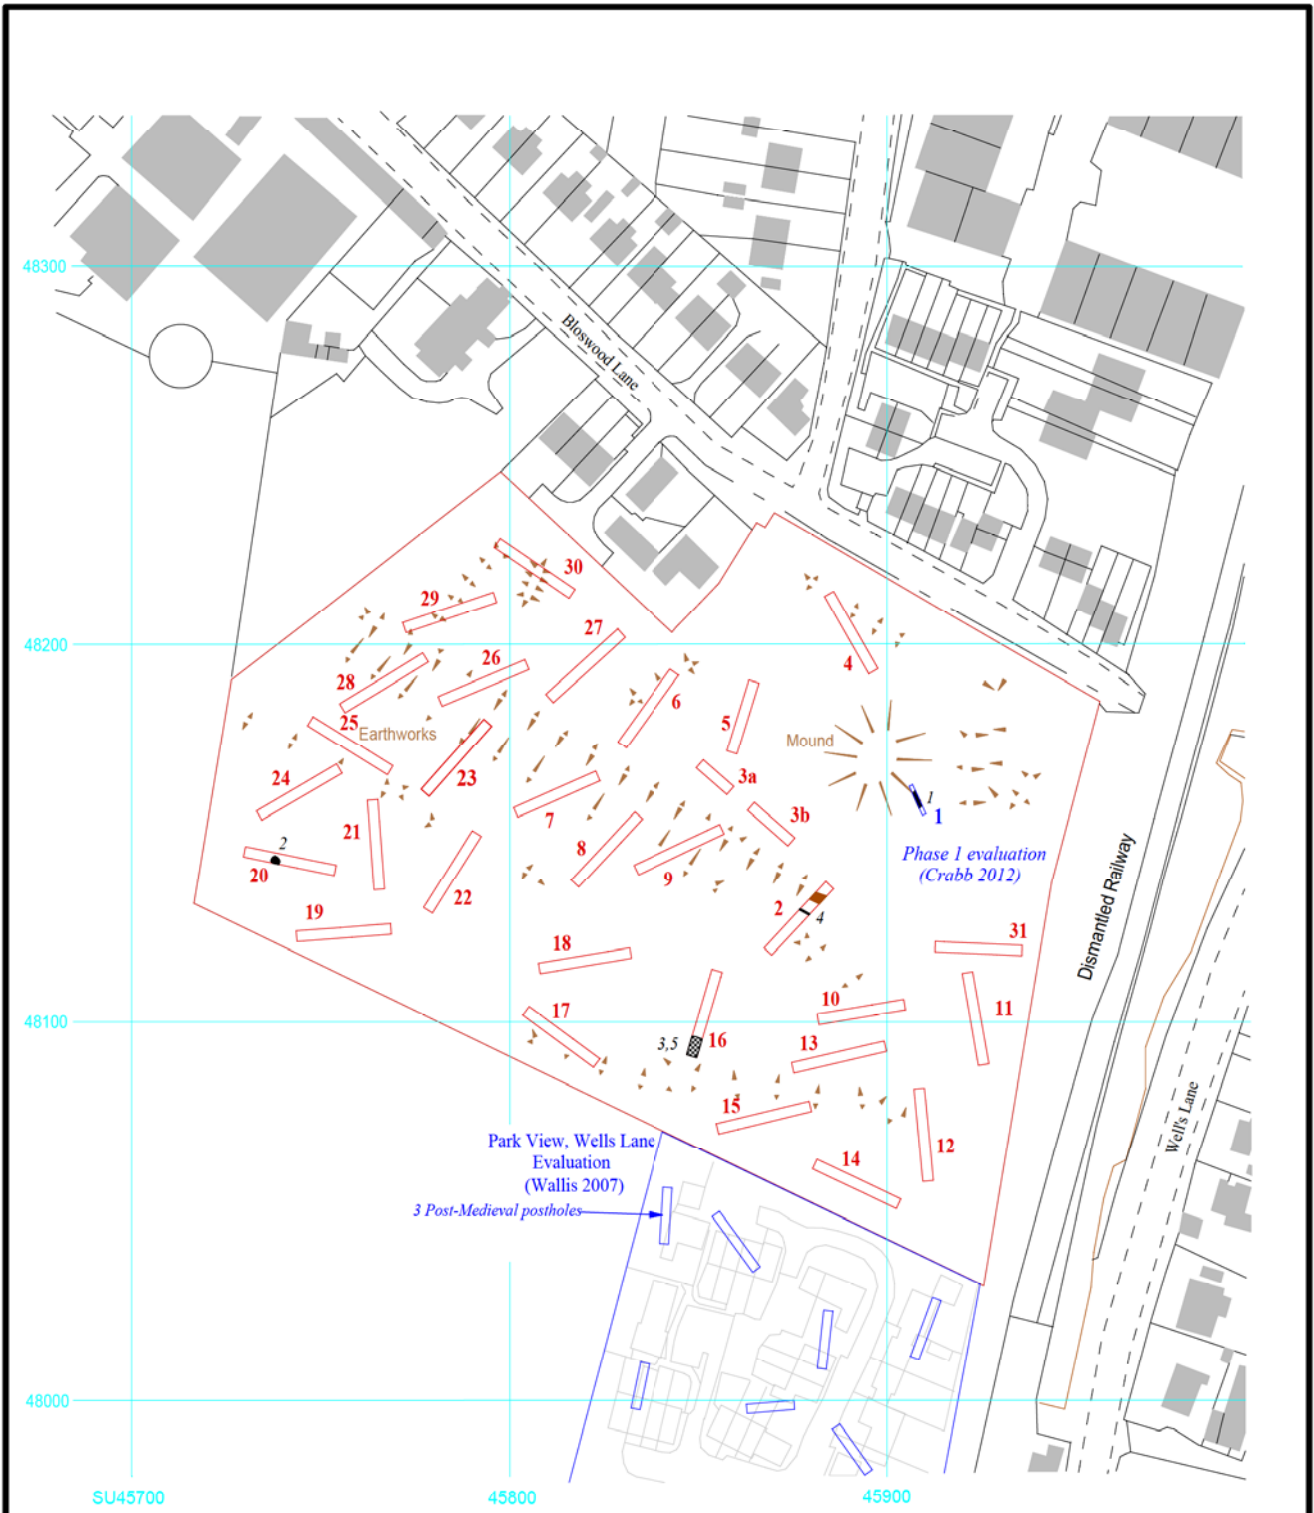 48300
Bloswood Lane
30
29
27
48200
26
4
28
6
25
5
Earthworks
Mound
23
3a
24
1
7
3b
1
21
2
8
Phase 1 evaluation
(Crabb 2012)
20
9
22
2
4
Dismantled Railway
19
31
18
10
11
48100
17
3,5
16
13
15
Well's Lane
Park View, Wells Lane
Evaluation
(Wallis 2007)
12
14
3 Post-Medieval postholes
48000
SU45700
45800
45900